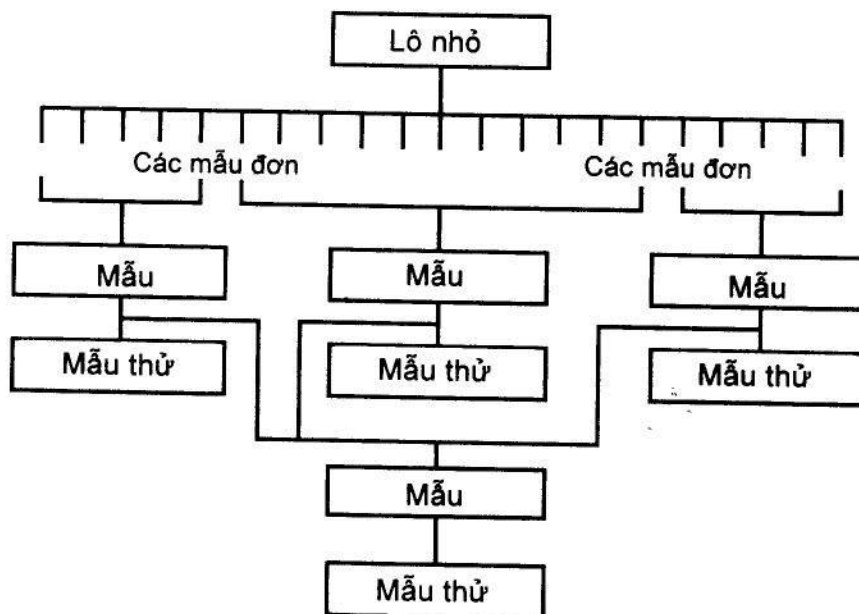 Lô nhỏ
Các mẫu đơn
Các mẫu đơn
Mẫu
Mẫu
Mẫu
Mẫu thử
Mẫu thử
Mẫu thử
Mẫu
Mẫu thử